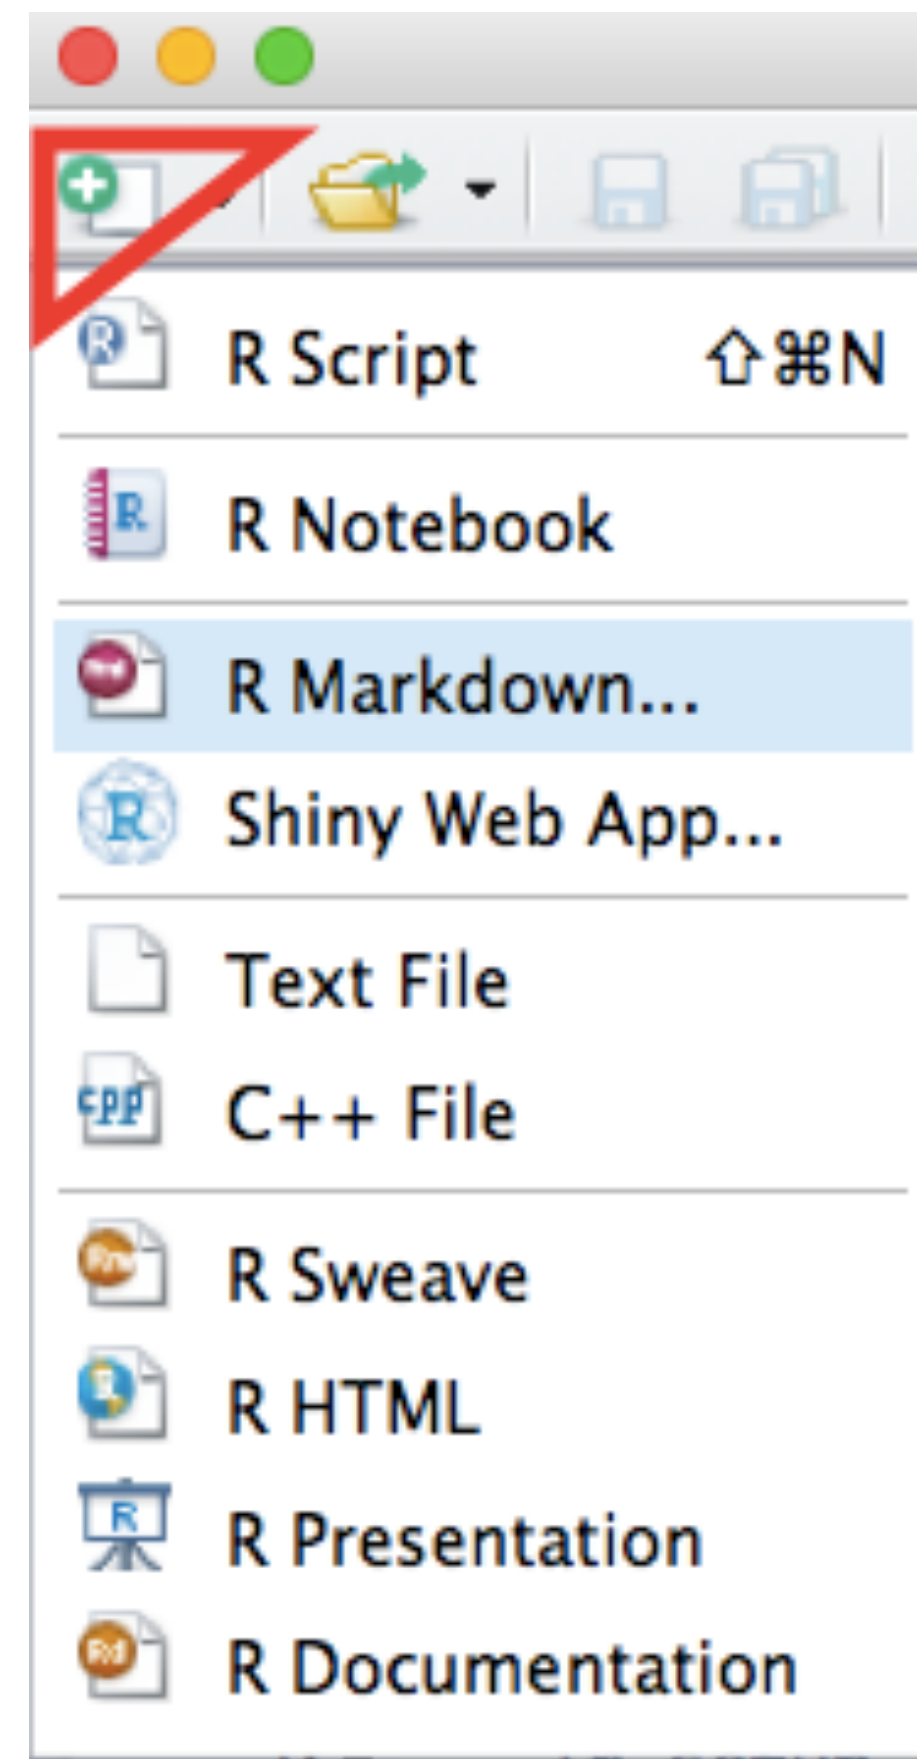 R Script ⇧⌘N
R Notebook
R Markdown...
Shiny Web App...
Text File
C++ File
R Sweave
R HTML
R Presentation
R Documentation